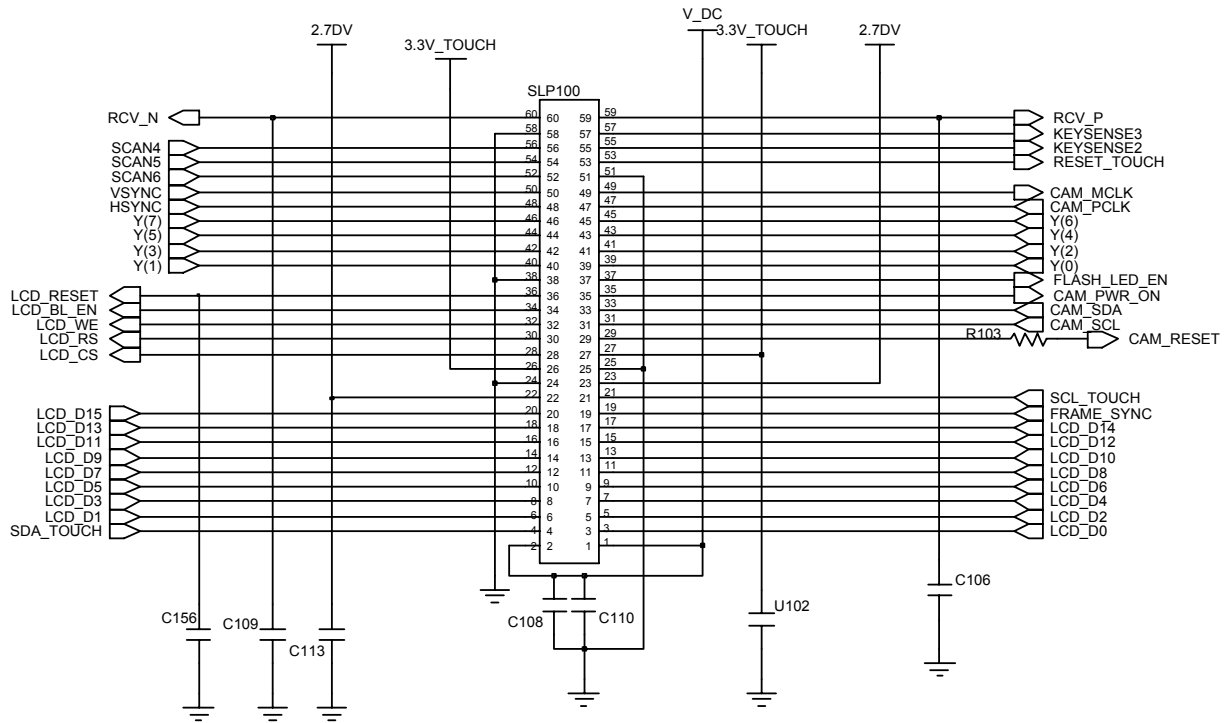 V_DC
2.7DV 3.3V_TOUCH 2.7DV
3.3V_TOUCH
SLP100
RCV_N 60 60 59 59 RCV_P
58 58 57 57 KEYSENSE3
SCAN4 56 56 55 55 KEYSENSE2
SCAN5 54 54 53 53 RESET_TOUCH
SCAN6 52 52 51 51
VSYNC 50 50 49 49 CAM_MCLK
HSYNC 48 48 47 47 CAM_PCLK
Y(7) 46 46 45 45 Y(6)
Y(5) 44 44 43 43 Y(4)
Y(3) 42 42 41 41 Y(2)
Y(1) 40 40 39 39 Y(0)
38 38 37 37 FLASH_LED_EN
LCD_RESET 36 36 35 35 CAM_PWR_ON
LCD_BL_EN 34 34 33 33 CAM_SDA
LCD_WE 32 32 31 31 CAM_SCL
LCD_RS 30 30 29 29 R103 CAM_RESET
LCD_CS 28 28 27 27
26 26 25 25
24 24 23 23
22 22 21 21 SCL_TOUCH
LCD_D15 20 20 19 19 FRAME_SYNC
LCD_D13 18 18 17 17 LCD_D14
LCD_D11 16 16 15 15 LCD_D12
LCD_D9 14 14 13 13 LCD_D10
LCD_D7 12 12 11 11 LCD_D8
LCD_D5 10 10 9 9 LCD_D6
LCD_D3 8 8 7 7 LCD_D4
LCD_D1 6 6 5 5 LCD_D2
SDA_TOUCH 4 4 3 3 LCD_D0
2 2 1 1
C106
U102
C156 C109 C108 C110
C113